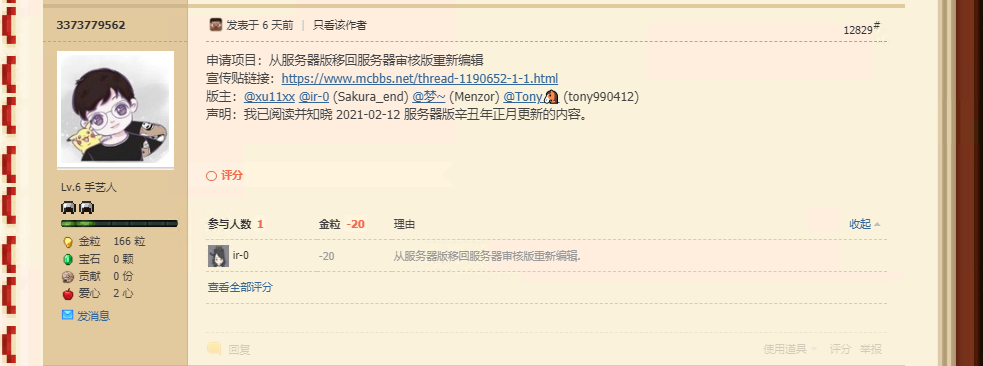 3373779562
发表于 6 天前 | 只看该作者
12829#
申请项目：从服务器版移回服务器审核版重新编辑
宣传贴链接：https://www.mcbbs.net/thread-1190652-1-1.html
版主：@xu11xx @ir-0 (Sakura_end) @梦~ (Menzor) @Tony (tony990412)
声明：我已阅读并知晓 2021-02-12 服务器版辛丑年正月更新的内容。
Lv.6 手艺人
金粒 166 粒
宝石 0 颗
贡献 0 份
爱心 2 心
发消息
评分
参与人数 1 金粒 -20 理由 收起
ir-0 -20 从服务器版移回服务器审核版重新编辑.
查看全部评分
回复 使用道具 评分 举报